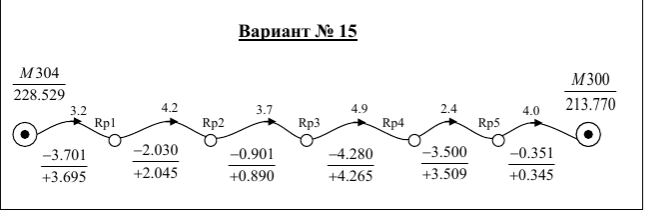 Вариант № 15
M304
228.529
M300
213.770
3.2 4.2 3.7 4.9 2.4 4.0
Rp1 Rp2 Rp3 Rp4 Rp5
−3.701 −2.030 −0.901 −4.280 −3.500 −0.351
+3.695 +2.045 +0.890 +4.265 +3.509 +0.345